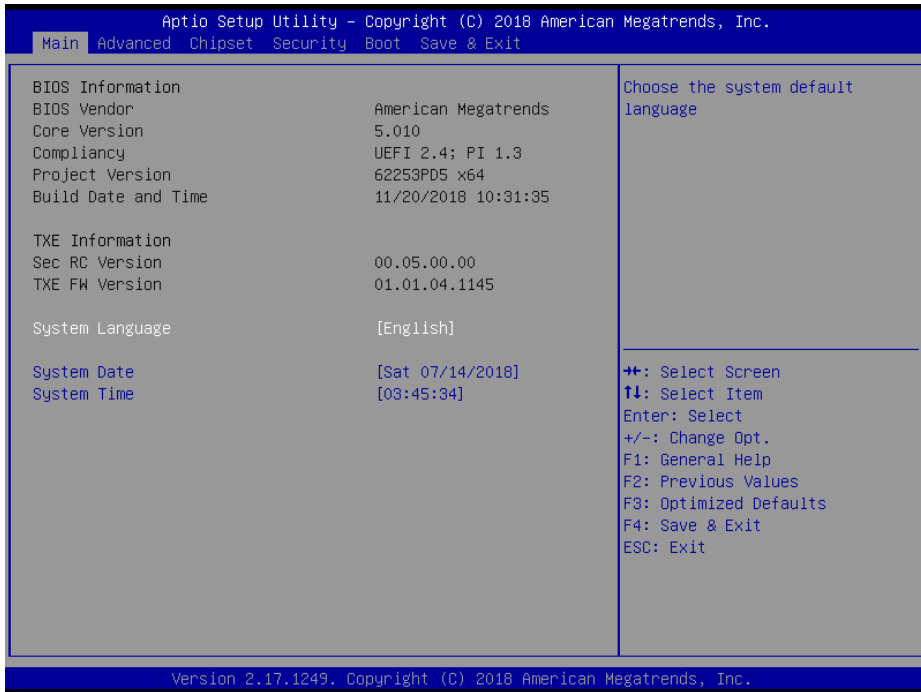 Aptio Setup Utility – Copyright (C) 2018 American Megatrends, Inc.
Main Advanced Chipset Security Boot Save & Exit
BIOS Information
BIOS Vendor American Megatrends
Core Version 5.010
Compliancy UEFI 2.4; PI 1.3
Project Version 62253PD5 x64
Build Date and Time 11/20/2018 10:31:35
TXE Information
Sec RC Version 00.05.00.00
TXE FW Version 01.01.04.1145
System Language [English]
System Date [Sat 07/14/2018]
System Time [03:45:34]
Choose the system default
language
→←: Select Screen
↑↓: Select Item
Enter: Select
+/-: Change Opt.
F1: General Help
F2: Previous Values
F3: Optimized Defaults
F4: Save & Exit
ESC: Exit
Version 2.17.1249. Copyright (C) 2018 American Megatrends, Inc.